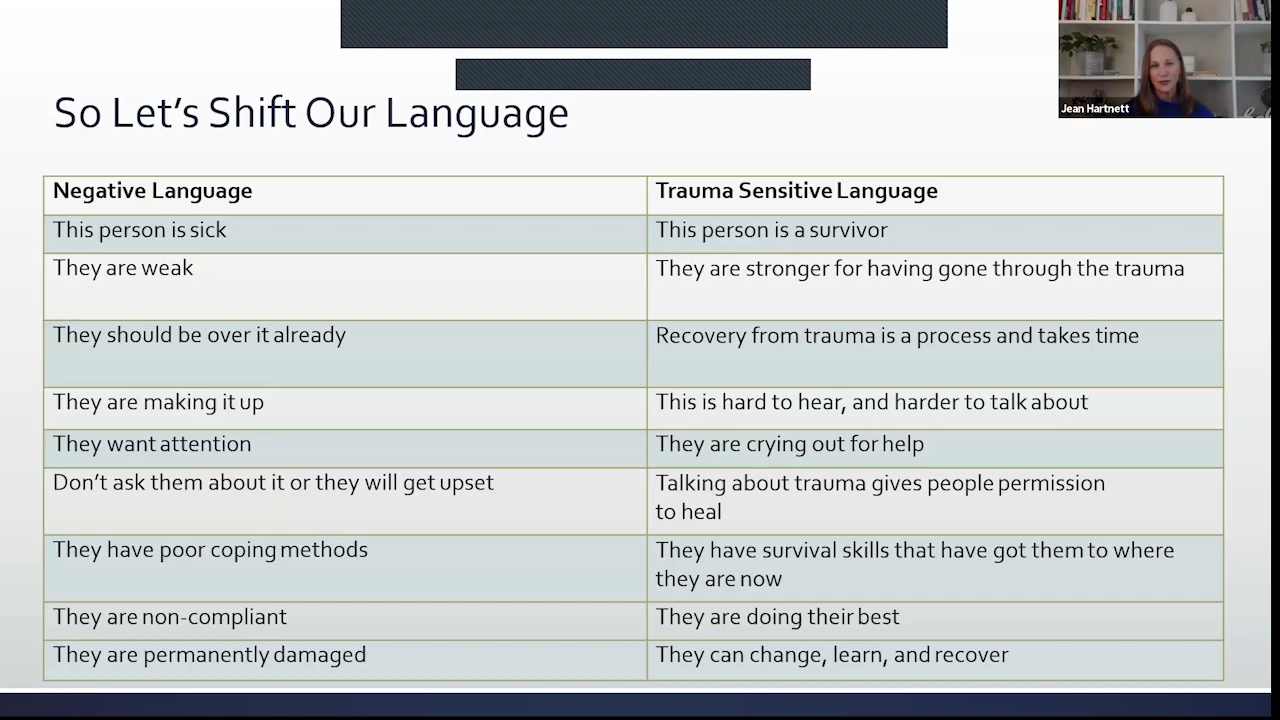 Jean Hartnett
So Let's Shift Our Language
Negative Language
Trauma Sensitive Language
This person is sick
This person is a survivor
They are weak
They are stronger for having gone through the trauma
They should be over it already
Recovery from trauma is a process and takes time
They are making it up
This is hard to hear, and harder to talk about
They want attention
They are crying out for help
Don't ask them about it or they will get upset
Talking about trauma gives people permission
to heal
They have poor coping methods
They have survival skills that have got them to where
they are now
They are non-compliant
They are doing their best
They are permanently damaged
They can change, learn, and recover